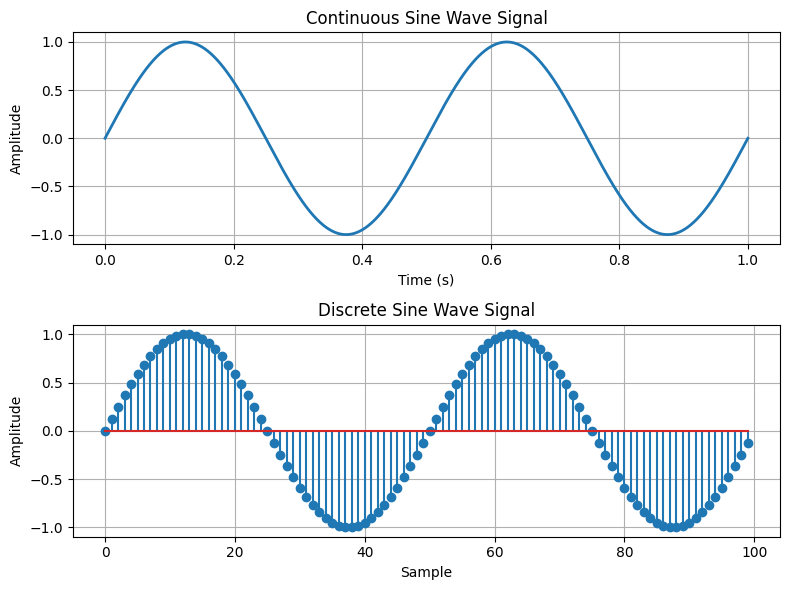 Continuous Sine Wave Signal
1.0
0.5
0.0
−0.5
−1.0
Amplitude
0.0 0.2 0.4 0.6 0.8 1.0
Time (s)
Discrete Sine Wave Signal
1.0
0.5
0.0
−0.5
−1.0
Amplitude
0 20 40 60 80 100
Sample